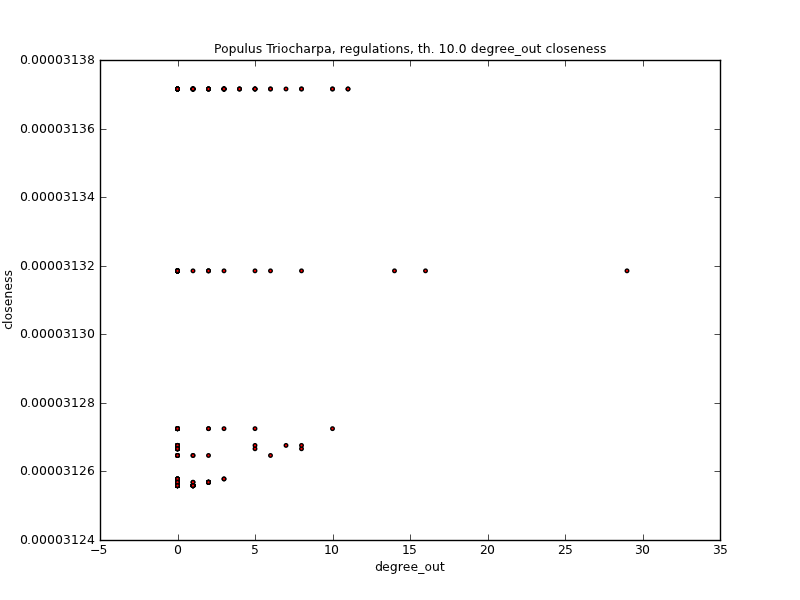 Populus Triocharpa, regulations, th. 10.0 degree_out closeness
0.00003138
0.00003136
0.00003134
0.00003132
0.00003130
0.00003128
0.00003126
0.00003124
closeness
−5 0 5 10 15 20 25 30 35
degree_out